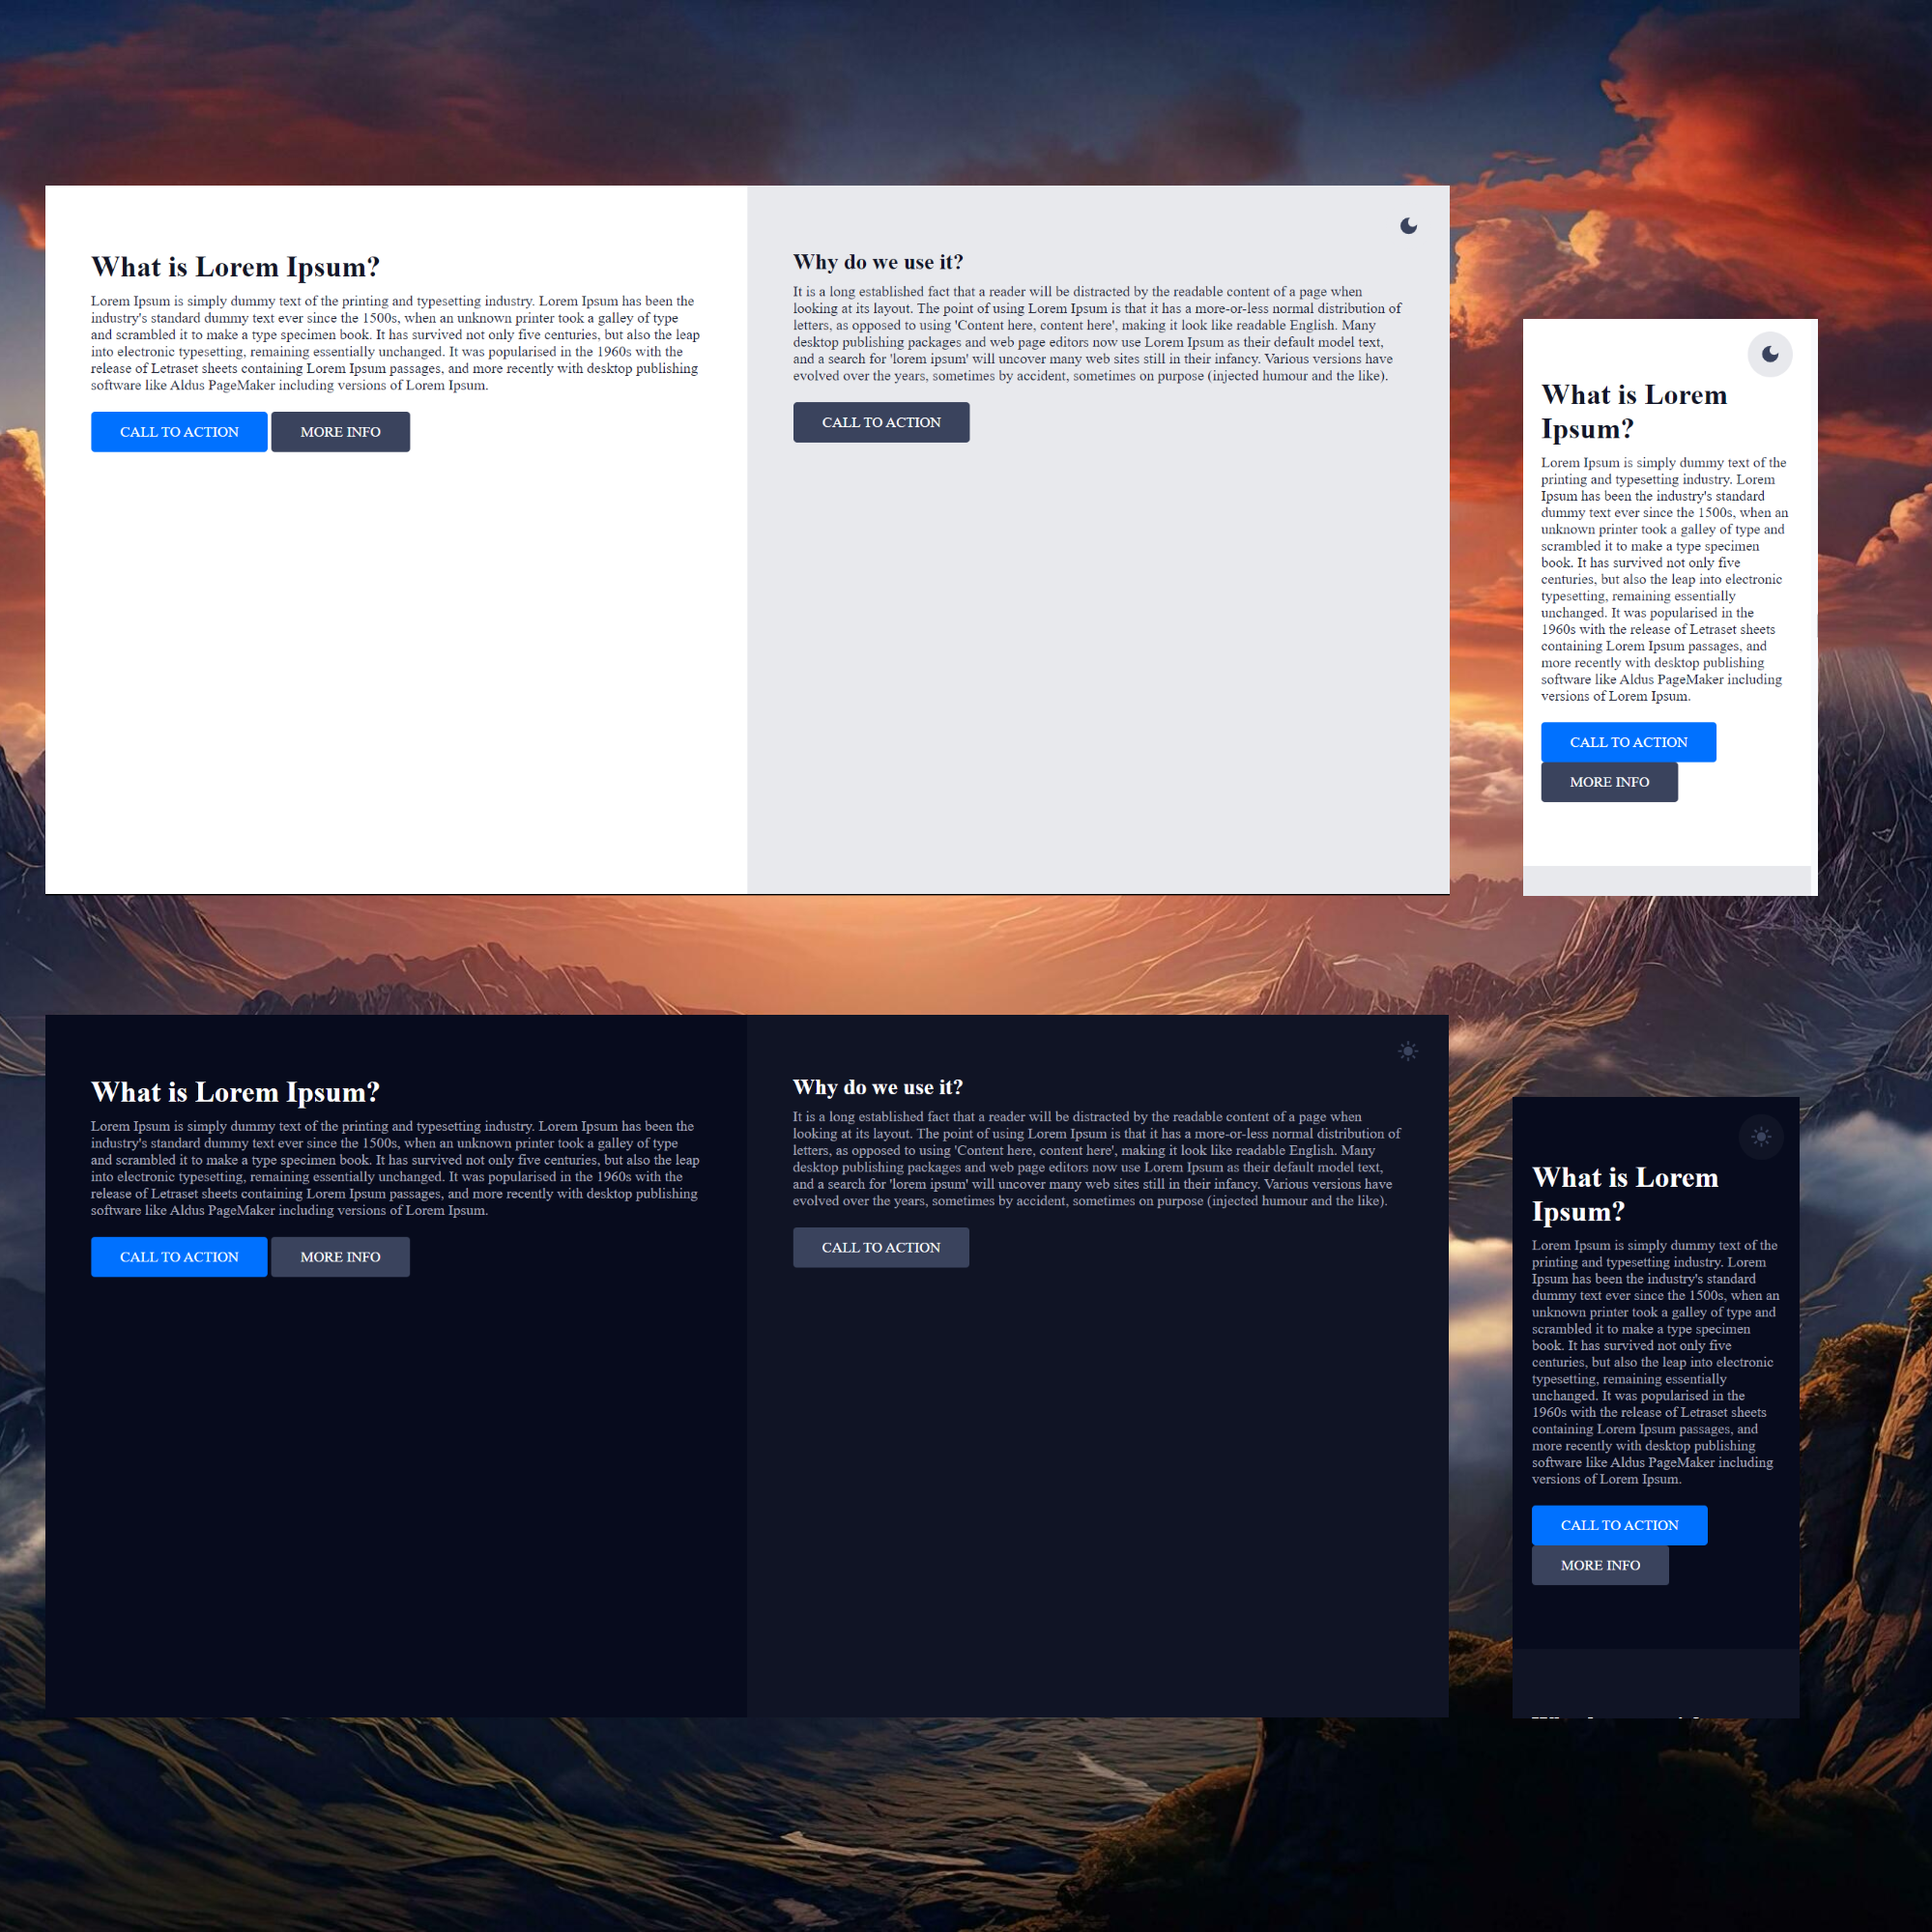 What is Lorem Ipsum?
Lorem Ipsum is simply dummy text of the printing and typesetting industry. Lorem Ipsum has been the
industry's standard dummy text ever since the 1500s, when an unknown printer took a galley of type
and scrambled it to make a type specimen book. It has survived not only five centuries, but also the leap
into electronic typesetting, remaining essentially unchanged. It was popularised in the 1960s with the
release of Letraset sheets containing Lorem Ipsum passages, and more recently with desktop publishing
software like Aldus PageMaker including versions of Lorem Ipsum.
CALL TO ACTION MORE INFO
Why do we use it?
It is a long established fact that a reader will be distracted by the readable content of a page when
looking at its layout. The point of using Lorem Ipsum is that it has a more-or-less normal distribution of
letters, as opposed to using 'Content here, content here', making it look like readable English. Many
desktop publishing packages and web page editors now use Lorem Ipsum as their default model text,
and a search for 'lorem ipsum' will uncover many web sites still in their infancy. Various versions have
evolved over the years, sometimes by accident, sometimes on purpose (injected humour and the like).
CALL TO ACTION
What is Lorem
Ipsum?
Lorem Ipsum is simply dummy text of the
printing and typesetting industry. Lorem
Ipsum has been the industry's standard
dummy text ever since the 1500s, when an
unknown printer took a galley of type and
scrambled it to make a type specimen
book. It has survived not only five
centuries, but also the leap into electronic
typesetting, remaining essentially
unchanged. It was popularised in the
1960s with the release of Letraset sheets
containing Lorem Ipsum passages, and
more recently with desktop publishing
software like Aldus PageMaker including
versions of Lorem Ipsum.
CALL TO ACTION
MORE INFO
What is Lorem Ipsum?
Lorem Ipsum is simply dummy text of the printing and typesetting industry. Lorem Ipsum has been the
industry's standard dummy text ever since the 1500s, when an unknown printer took a galley of type
and scrambled it to make a type specimen book. It has survived not only five centuries, but also the leap
into electronic typesetting, remaining essentially unchanged. It was popularised in the 1960s with the
release of Letraset sheets containing Lorem Ipsum passages, and more recently with desktop publishing
software like Aldus PageMaker including versions of Lorem Ipsum.
CALL TO ACTION MORE INFO
Why do we use it?
It is a long established fact that a reader will be distracted by the readable content of a page when
looking at its layout. The point of using Lorem Ipsum is that it has a more-or-less normal distribution of
letters, as opposed to using 'Content here, content here', making it look like readable English. Many
desktop publishing packages and web page editors now use Lorem Ipsum as their default model text,
and a search for 'lorem ipsum' will uncover many web sites still in their infancy. Various versions have
evolved over the years, sometimes by accident, sometimes on purpose (injected humour and the like).
CALL TO ACTION
What is Lorem
Ipsum?
Lorem Ipsum is simply dummy text of the
printing and typesetting industry. Lorem
Ipsum has been the industry's standard
dummy text ever since the 1500s, when an
unknown printer took a galley of type and
scrambled it to make a type specimen
book. It has survived not only five
centuries, but also the leap into electronic
typesetting, remaining essentially
unchanged. It was popularised in the
1960s with the release of Letraset sheets
containing Lorem Ipsum passages, and
more recently with desktop publishing
software like Aldus PageMaker including
versions of Lorem Ipsum.
CALL TO ACTION
MORE INFO